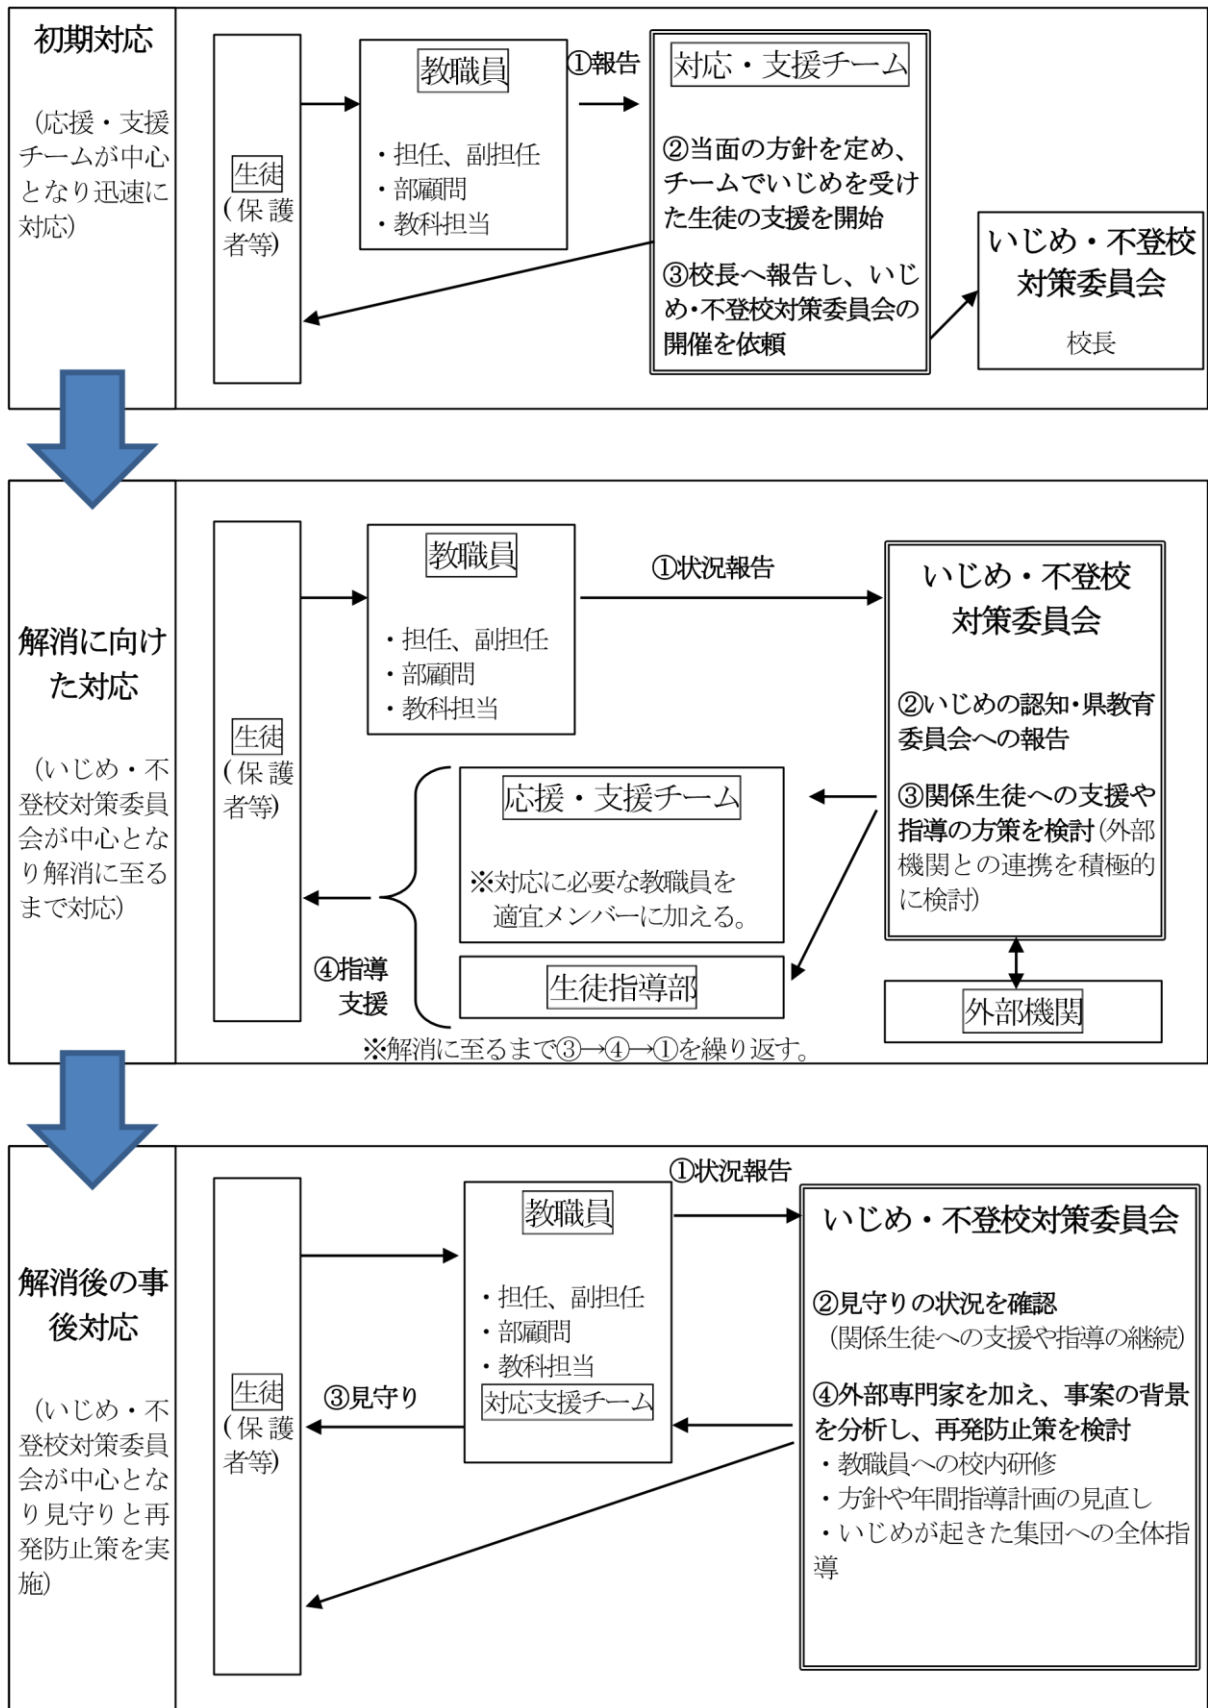 初期対応
（応援・支援
チームが中心
となり迅速に
対応）
生徒
（保護
者等）
教職員
・担任、副担任
・部顧問
・教科担当
①報告
対応・支援チーム
②当面の方針を定め、
チームでいじめを受け
た生徒の支援を開始
③校長へ報告し、いじ
め・不登校対策委員会の
開催を依頼
いじめ・不登校
対策委員会
校長
解消に向け
た対応
（いじめ・不
登校対策委員
会が中心とな
り解消に至る
まで対応）
生徒
（保護
者等）
教職員
・担任、副担任
・部顧問
・教科担当
①状況報告
いじめ・不登校
対策委員会
②いじめの認知・県教育
委員会への報告
③関係生徒への支援や
指導の方策を検討（外部
機関との連携を積極的
に検討）
応援・支援チーム
※対応に必要な教職員を
適宜メンバーに加える。
生徒指導部
④指導
支援
外部機関
※解消に至るまで③→④→①を繰り返す。
解消後の事
後対応
（いじめ・不
登校対策委員
会が中心とな
り見守りと再
発防止策を実
施）
生徒
（保護
者等）
教職員
・担任、副担任
・部顧問
・教科担当
対応支援チーム
①状況報告
③見守り
いじめ・不登校対策委員会
②見守りの状況を確認
（関係生徒への支援や指導の継続）
④外部専門家を加え、事案の背景
を分析し、再発防止策を検討
・教職員への校内研修
・方針や年間指導計画の見直し
・いじめが起きた集団への全体指
導